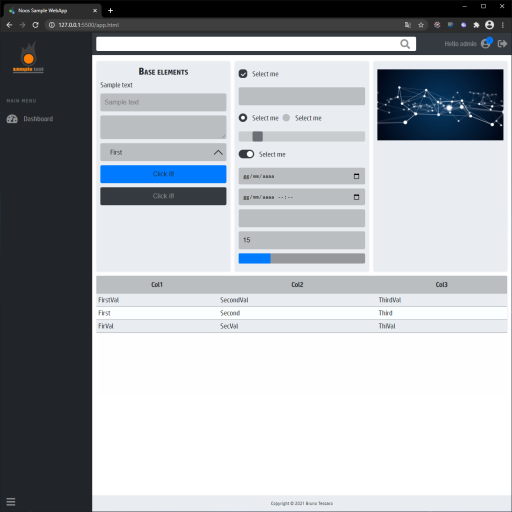 Noos Sample WebApp
127.0.0.1:5500/app.html
sample text
Hello admin
MAIN MENU
Dashboard
BASE ELEMENTS
Sample text
Sample text
First
Click it!
Click it!
Select me
Select me
Select me
Select me
gg/mm/aaaa
gg/mm/aaaa --:--
15
Col1 Col2 Col3
FirstVal SecondVal ThirdVal
First Second Third
FirVal SecVal ThiVal
Copyright © 2021 Bruno Tessaro